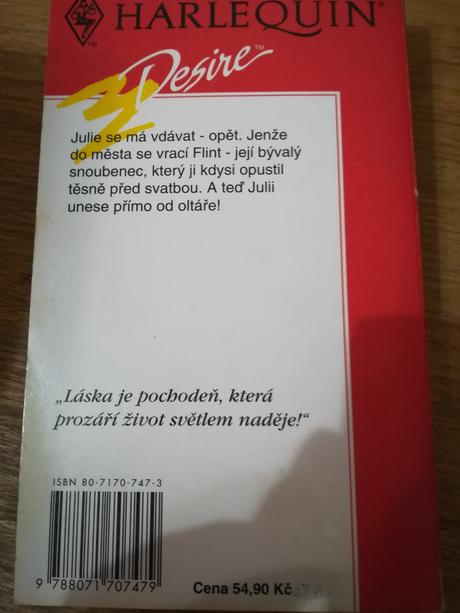 HARLEQUIN®
™
Desire™
Julie se má vdávat - opět. Jenže
do města se vrací Flint - její bývalý
snoubenec, který ji kdysi opustil
těsně před svatbou. A teď Julii
unese přímo od oltáře!
„Láska je pochodeň, která
prozáří život světlem naděje!“
ISBN 80-7170-747-3
9 788071 707479
Cena 54,90 Kč